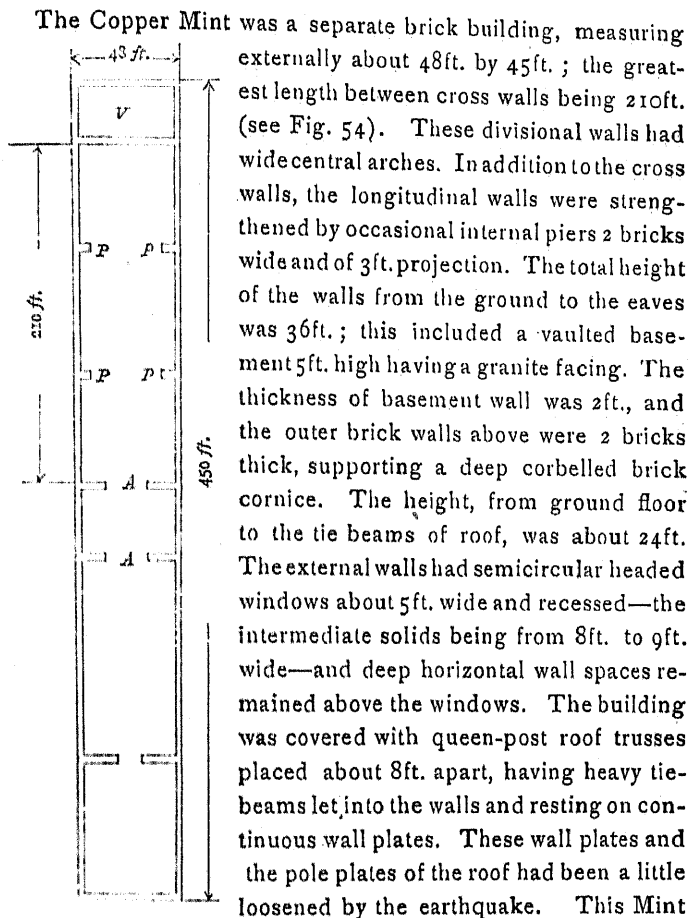 The Copper Mint was a separate brick building, measuring
externally about 48ft. by 45ft. ; the great-
est length between cross walls being 210ft.
(see Fig. 54). These divisional walls had
wide central arches. In addition to the cross
walls, the longitudinal walls were streng-
thened by occasional internal piers 2 bricks
wide and of 3ft. projection. The total height
of the walls from the ground to the eaves
was 36ft. ; this included a vaulted base-
ment 5ft. high having a granite facing. The
thickness of basement wall was 2ft., and
the outer brick walls above were 2 bricks
thick, supporting a deep corbelled brick
cornice. The height, from ground floor
to the tie beams of roof, was about 24ft.
The external walls had semicircular headed
windows about 5ft. wide and recessed—the
intermediate solids being from 8ft. to 9ft.
wide—and deep horizontal wall spaces re-
mained above the windows. The building
was covered with queen-post roof trusses
placed about 8ft. apart, having heavy tie-
beams let into the walls and resting on con-
tinuous wall plates. These wall plates and
the pole plates of the roof had been a little
loosened by the earthquake. This Mint
43 ft.
V
P P
210 ft.
P P
450 ft.
A
A